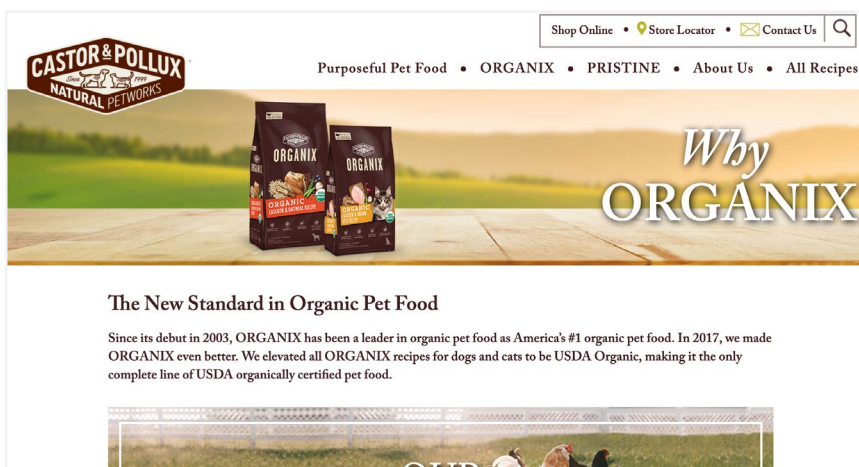 Shop Online • Store Locator • Contact Us
CASTOR & POLLUX
Since 1999
NATURAL PETWORKS
Purposeful Pet Food • ORGANIX • PRISTINE • About Us • All Recipes
Why
ORGANIX
ORGANIX
ORGANIX
ORGANIC
CHICKEN & OATMEAL RECIPE
ORGANIC
The New Standard in Organic Pet Food
Since its debut in 2003, ORGANIX has been a leader in organic pet food as America's #1 organic pet food. In 2017, we made
ORGANIX even better. We elevated all ORGANIX recipes for dogs and cats to be USDA Organic, making it the only
complete line of USDA organically certified pet food.
OUR